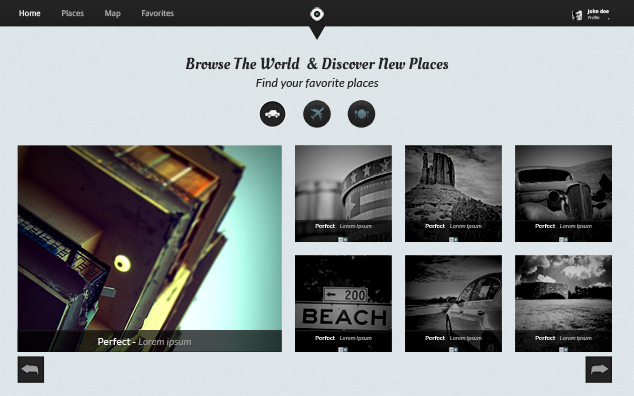 Home Places Map Favorites
john doe
Profile
Browse The World & Discover New Places
Find your favorite places
Perfect - Lorem ipsum
Perfect Lorem ipsum
Perfect Lorem ipsum
Perfect Lorem ipsum
200
BEACH
Perfect Lorem ipsum
Perfect Lorem ipsum
Perfect Lorem ipsum